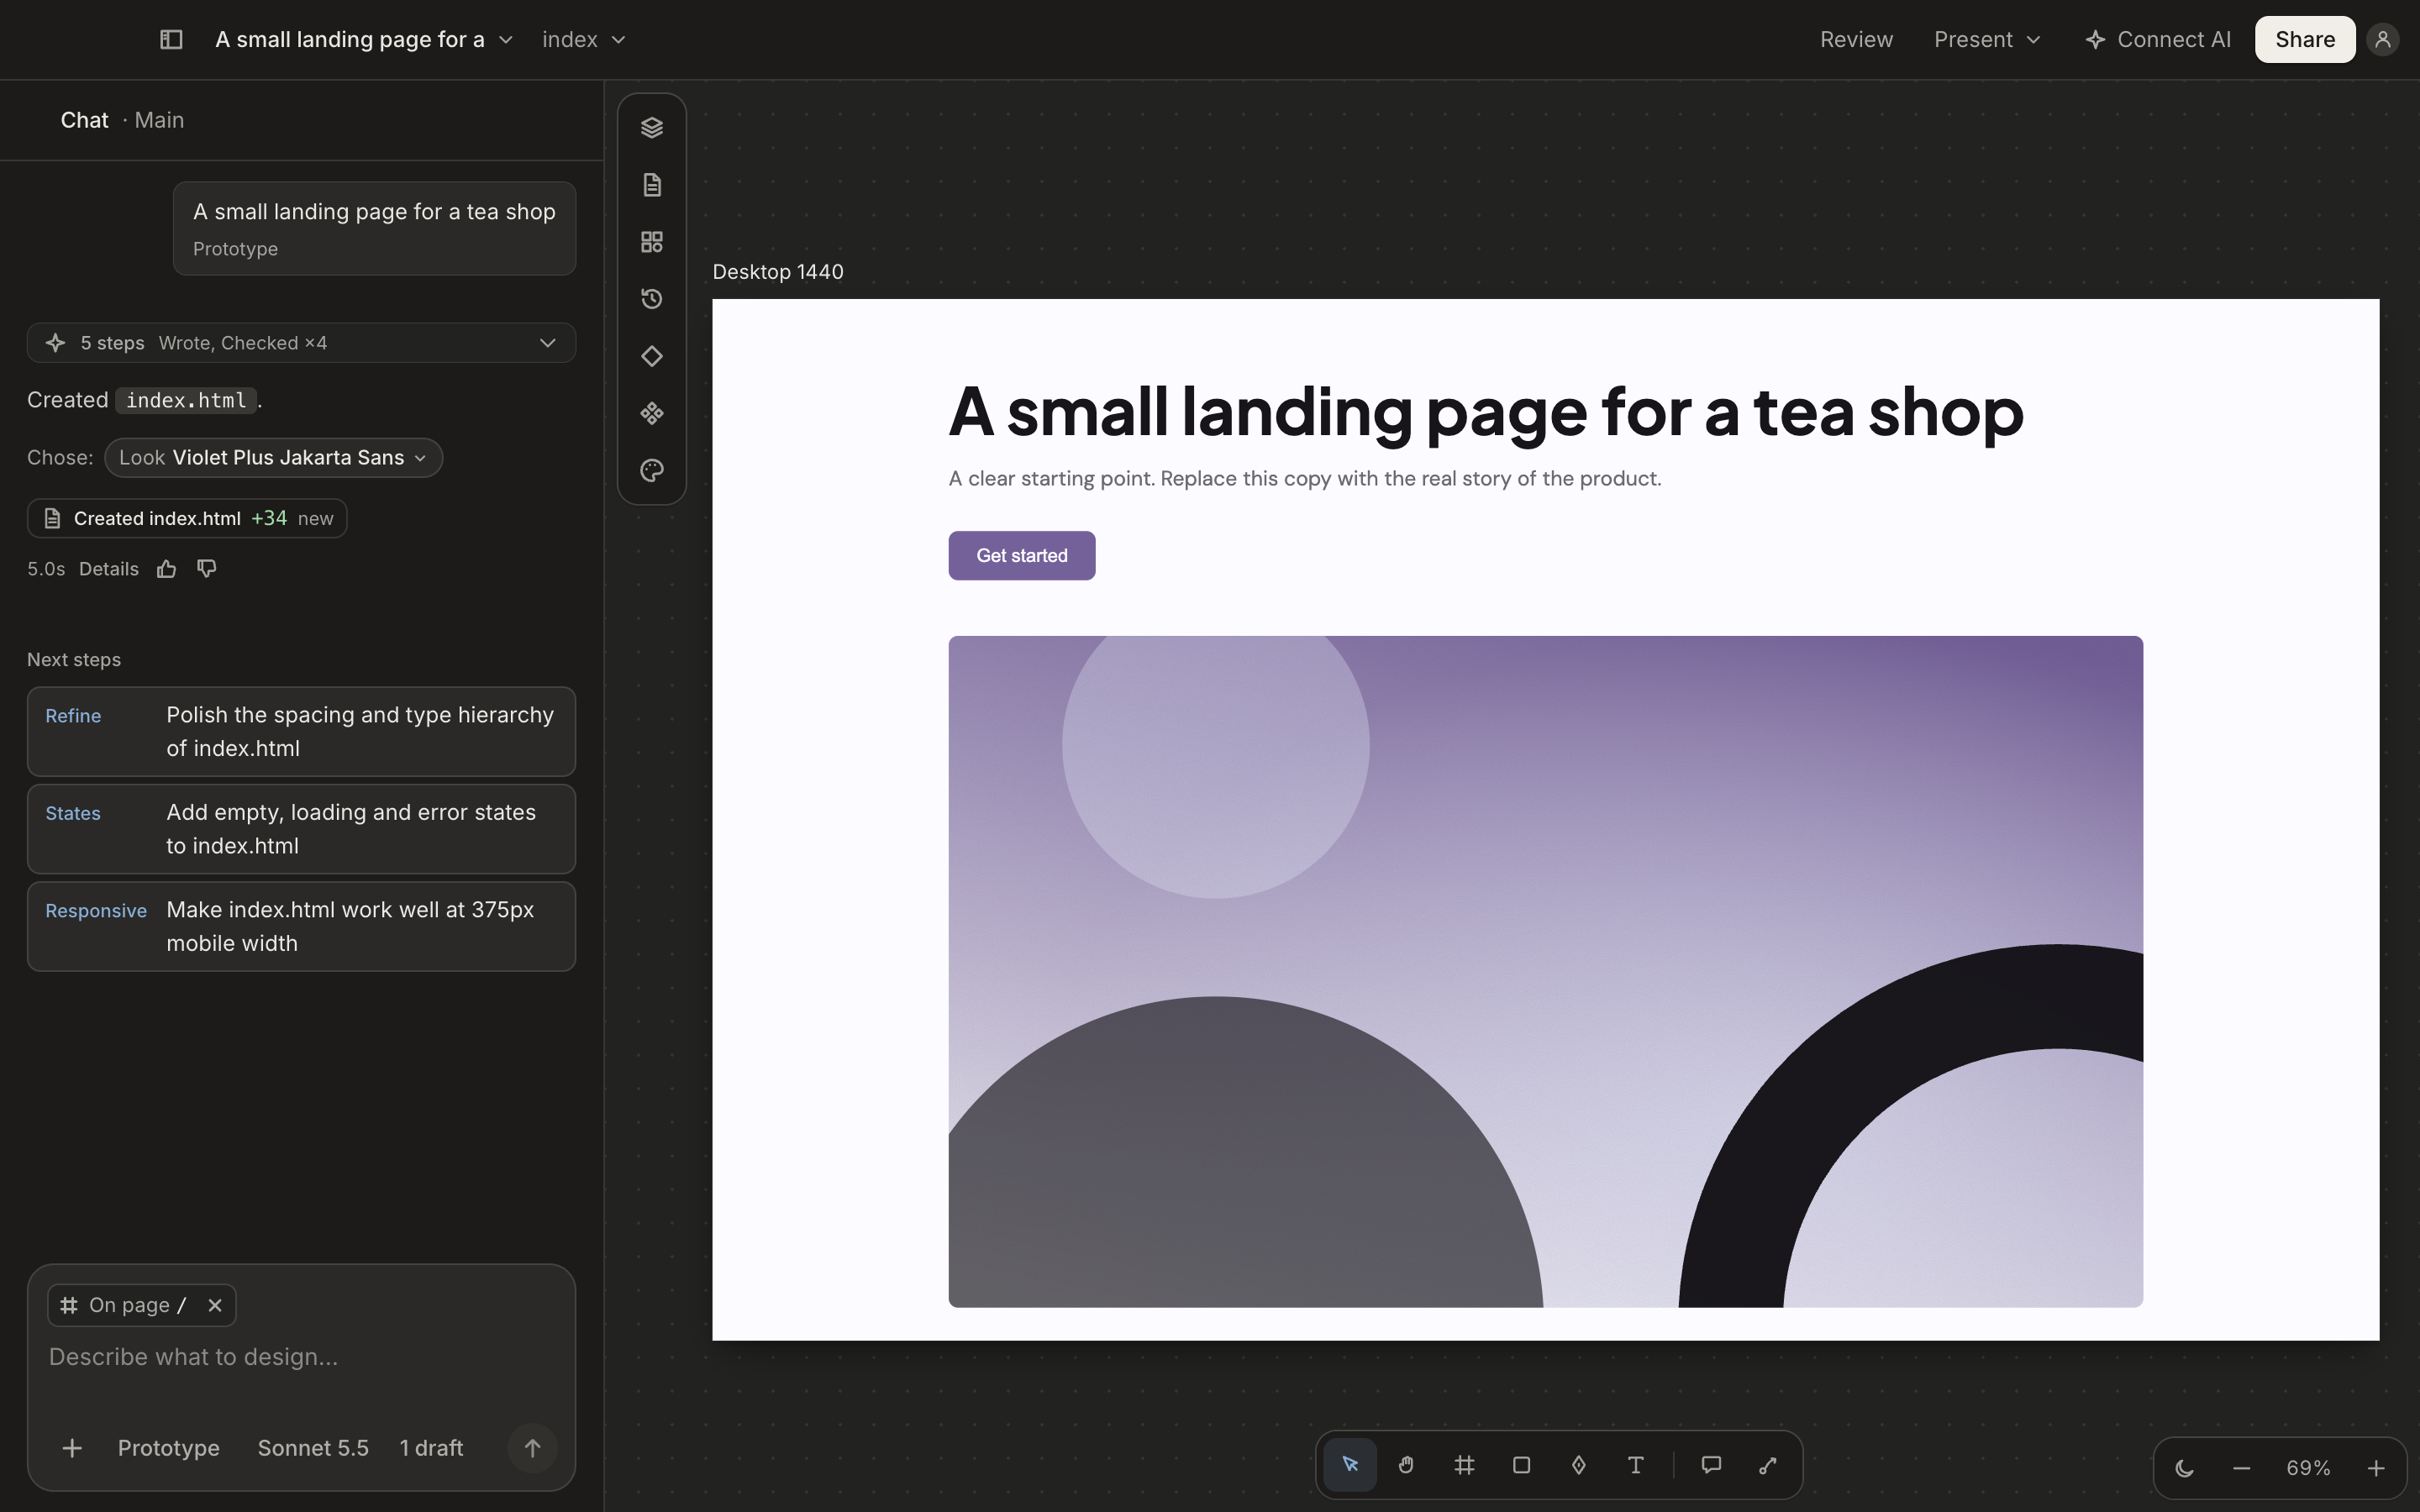 A small landing page for a
index
Review
Present
Connect AI
Share
Chat · Main
A small landing page for a tea shop
Prototype
5 steps Wrote, Checked ×4
Created index.html.
Chose: Look Violet Plus Jakarta Sans
Created index.html +34 new
5.0s Details
Next steps
Refine Polish the spacing and type hierarchy
of index.html
States Add empty, loading and error states
to index.html
Responsive Make index.html work well at 375px
mobile width
On page /
Describe what to design...
Prototype Sonnet 5.5 1 draft
Desktop 1440
A small landing page for a tea shop
A clear starting point. Replace this copy with the real story of the product.
Get started
69%